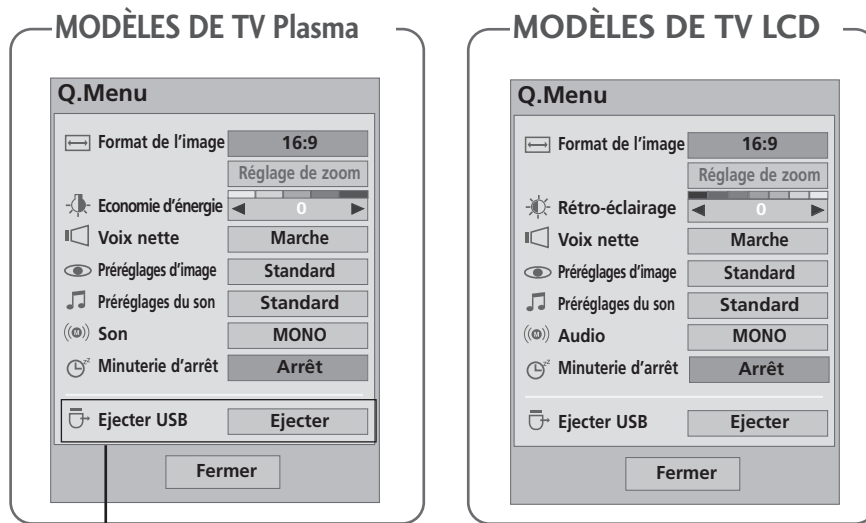 MODÈLES DE TV Plasma
Q.Menu
Format de l'image 16:9
Réglage de zoom
Economie d'énergie 0
Voix nette Marche
Préréglages d'image Standard
Préréglages du son Standard
Son MONO
Minuterie d'arrêt Arrêt
Ejecter USB Ejecter
Fermer
MODÈLES DE TV LCD
Q.Menu
Format de l'image 16:9
Réglage de zoom
Rétro-éclairage 0
Voix nette Marche
Préréglages d'image Standard
Préréglages du son Standard
Audio MONO
Minuterie d'arrêt Arrêt
Ejecter USB Ejecter
Fermer